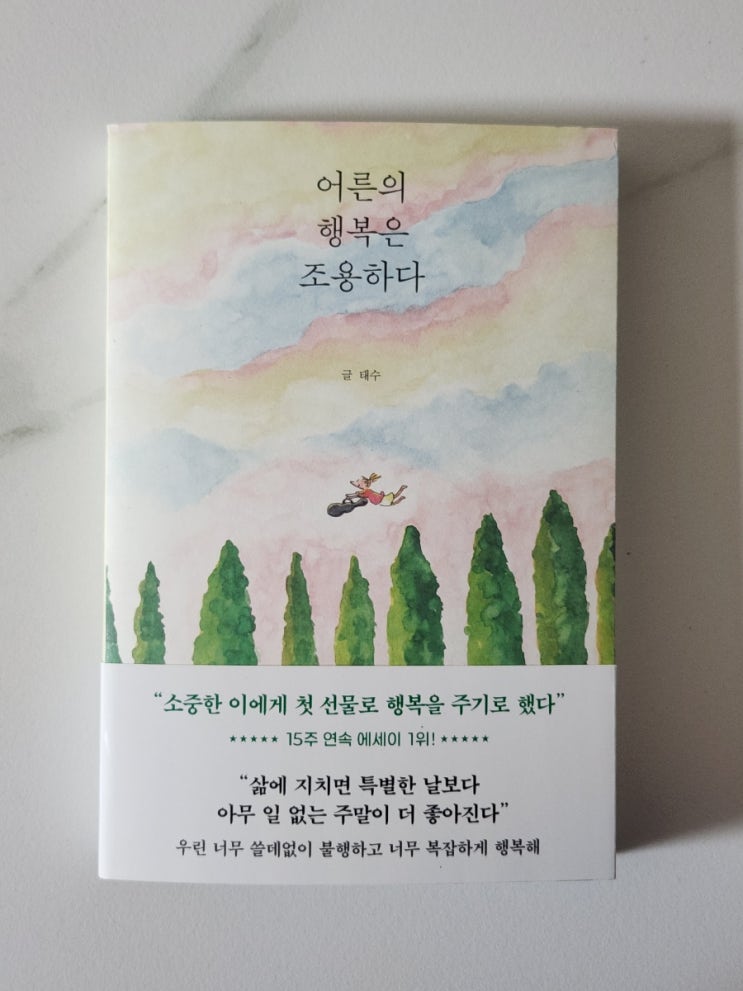 어른의
행복은
조용하다
글 태수
“소중한 이에게 첫 선물로 행복을 주기로 했다”
★★★★★ 15주 연속 에세이 1위! ★★★★★
“삶에 지치면 특별한 날보다
아무 일 없는 주말이 더 좋아진다”
우린 너무 쓸데없이 불행하고 너무 복잡하게 행복해